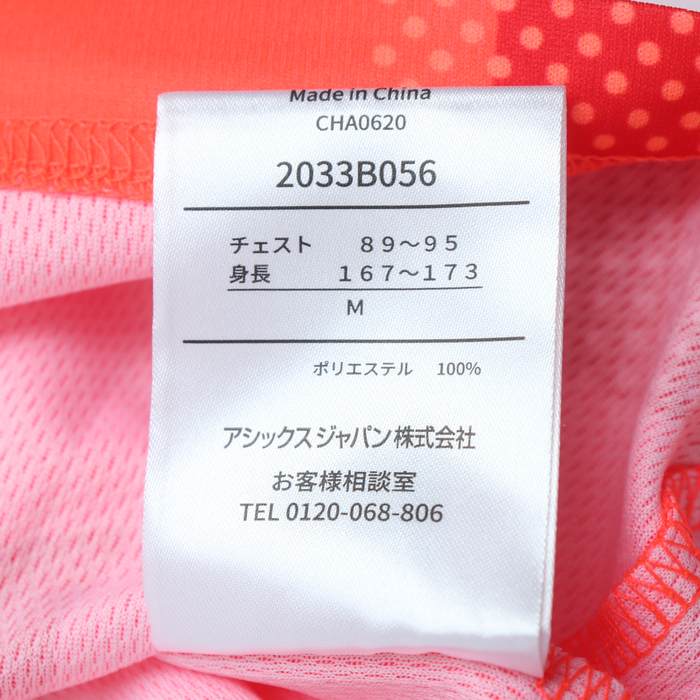 Made in China
CHA0620
2033B056
チェスト　８９～９５
身長　１６７～１７３
M
ポリエステル　100%
アシックスジャパン株式会社
お客様相談室
TEL 0120-068-806